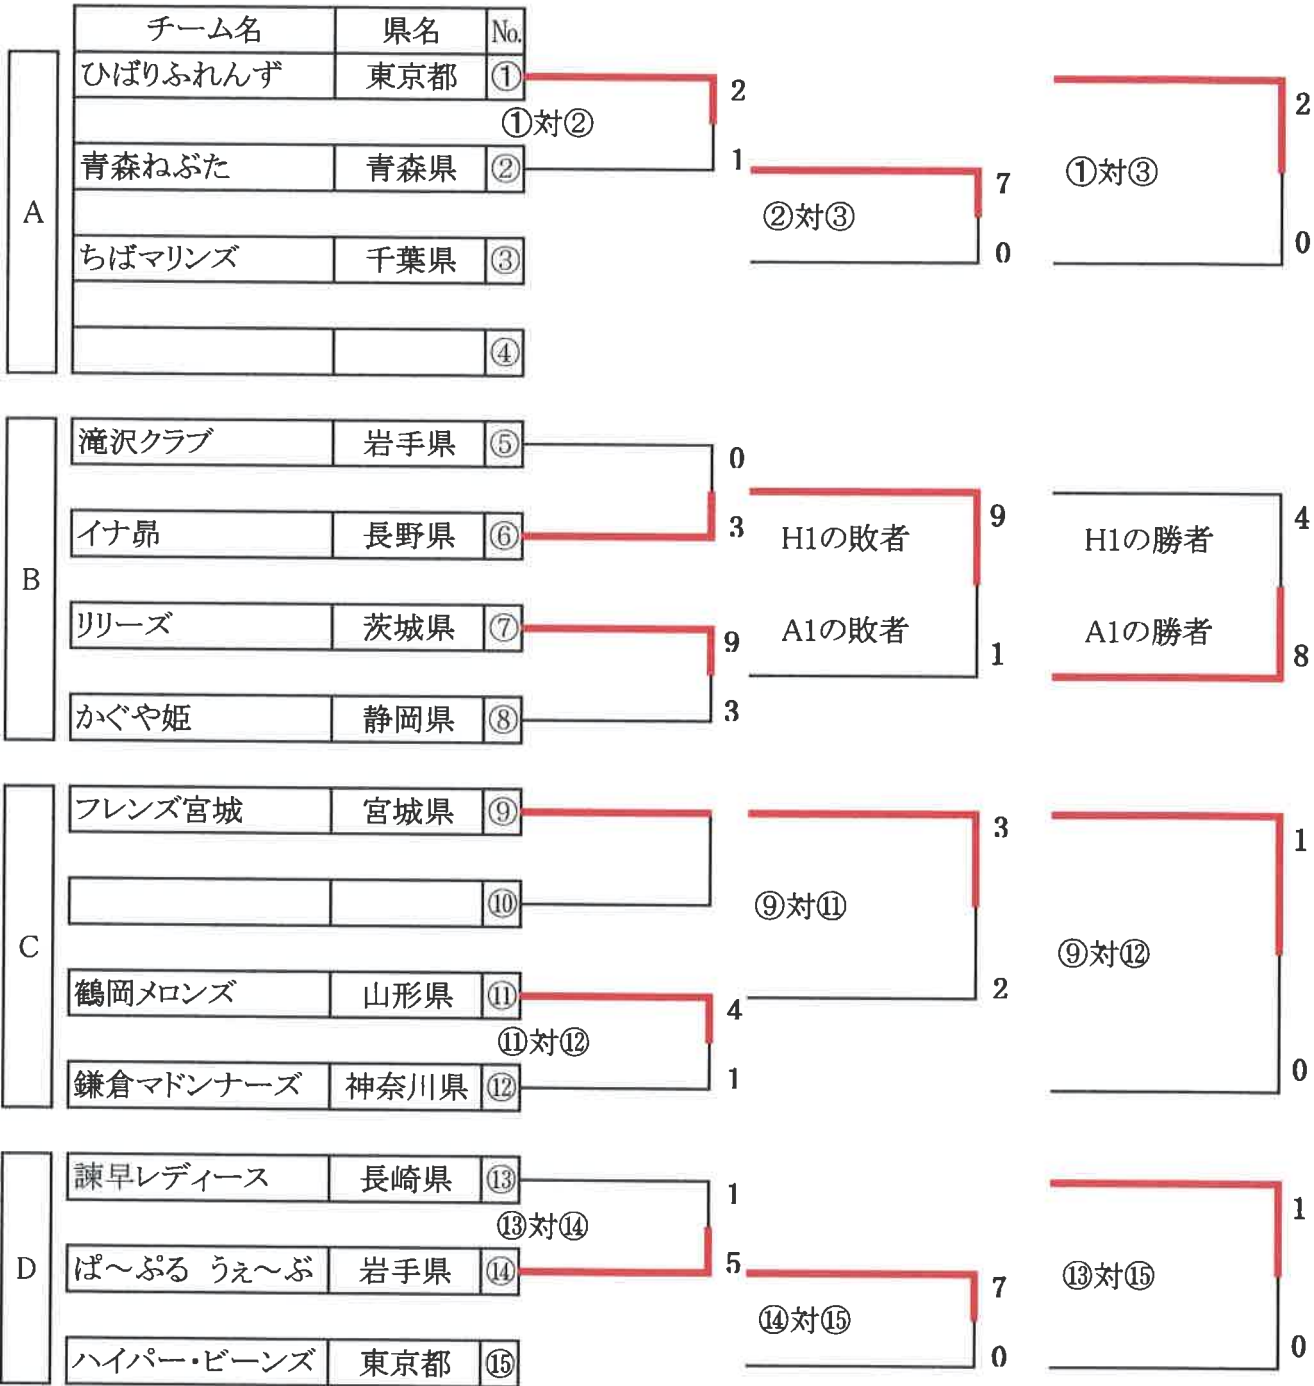 チーム名 県名 No.
A
ひばりふれんず 東京都 ①
①対②
2
1
青森ねぶた 青森県 ②
②対③
7
0
①対③
2
0
ちばマリンズ 千葉県 ③
④
B
滝沢クラブ 岩手県 ⑤
0
3
イナ昴 長野県 ⑥
H1の敗者
A1の敗者
9
1
H1の勝者
A1の勝者
4
8
リリーズ 茨城県 ⑦
9
3
かぐや姫 静岡県 ⑧
C
フレンズ宮城 宮城県 ⑨
⑩
⑨対⑪
3
2
⑨対⑫
1
0
鶴岡メロンズ 山形県 ⑪
⑪対⑫
4
1
鎌倉マドンナーズ 神奈川県 ⑫
D
諫早レディース 長崎県 ⑬
⑬対⑭
1
5
ぱ～ぷる うぇ～ぶ 岩手県 ⑭
⑭対⑮
7
0
⑬対⑮
1
0
ハイパー・ビーンズ 東京都 ⑮